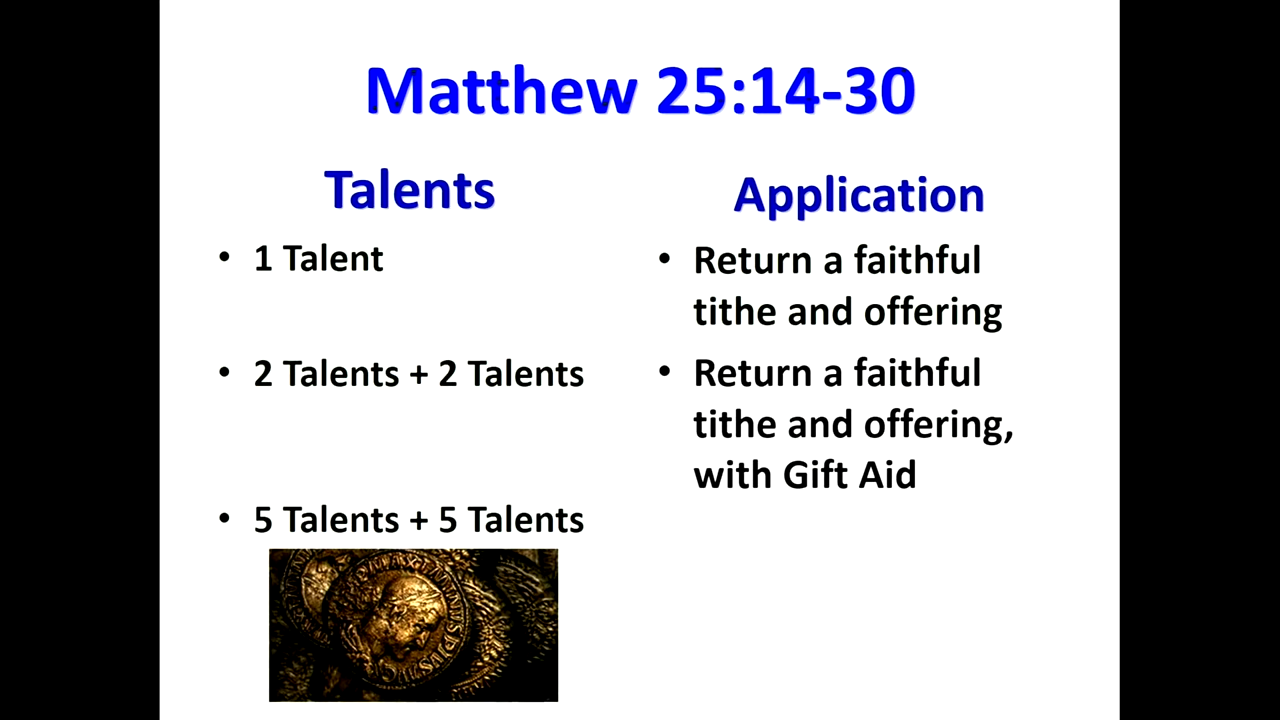 Matthew 25:14-30
Talents
• 1 Talent
• 2 Talents + 2 Talents
• 5 Talents + 5 Talents
Application
• Return a faithful
tithe and offering
• Return a faithful
tithe and offering,
with Gift Aid